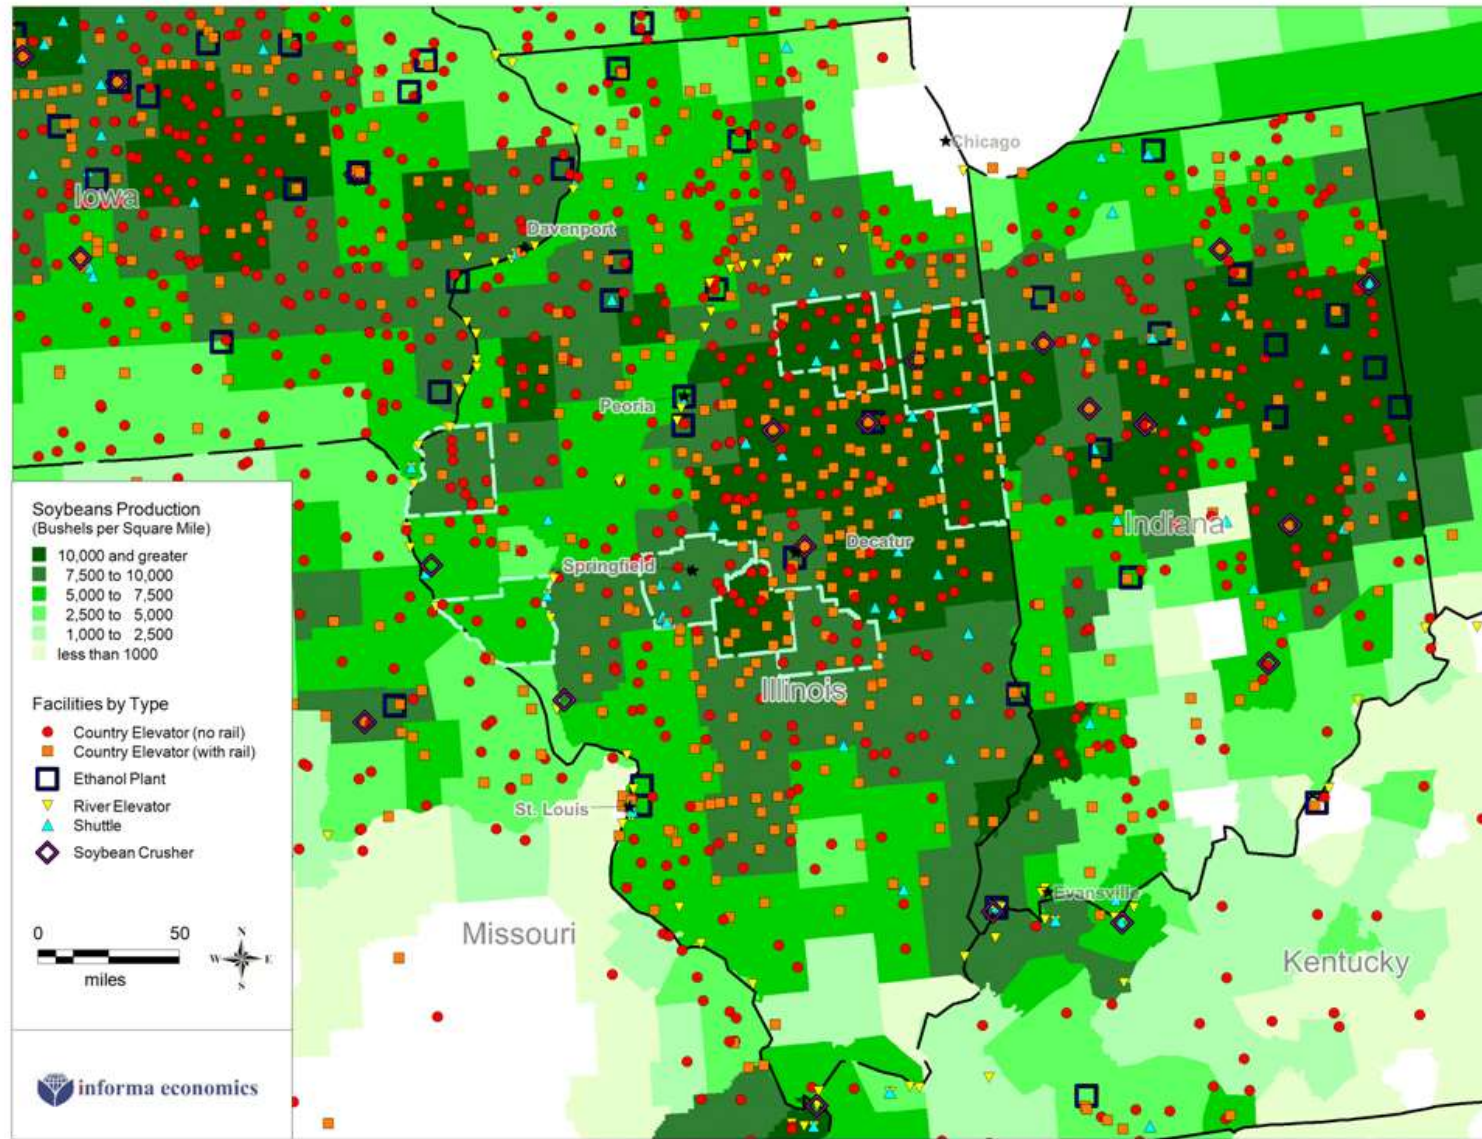 Chicago
Iowa
Davenport
Peoria
Decatur
Springfield
Indiana
Illinois
St. Louis
Evansville
Missouri
Kentucky
Soybeans Production
(Bushels per Square Mile)
10,000 and greater
7,500 to 10,000
5,000 to 7,500
2,500 to 5,000
1,000 to 2,500
less than 1000
Facilities by Type
Country Elevator (no rail)
Country Elevator (with rail)
Ethanol Plant
River Elevator
Shuttle
Soybean Crusher
0 50
miles
N
W E
S
informa economics